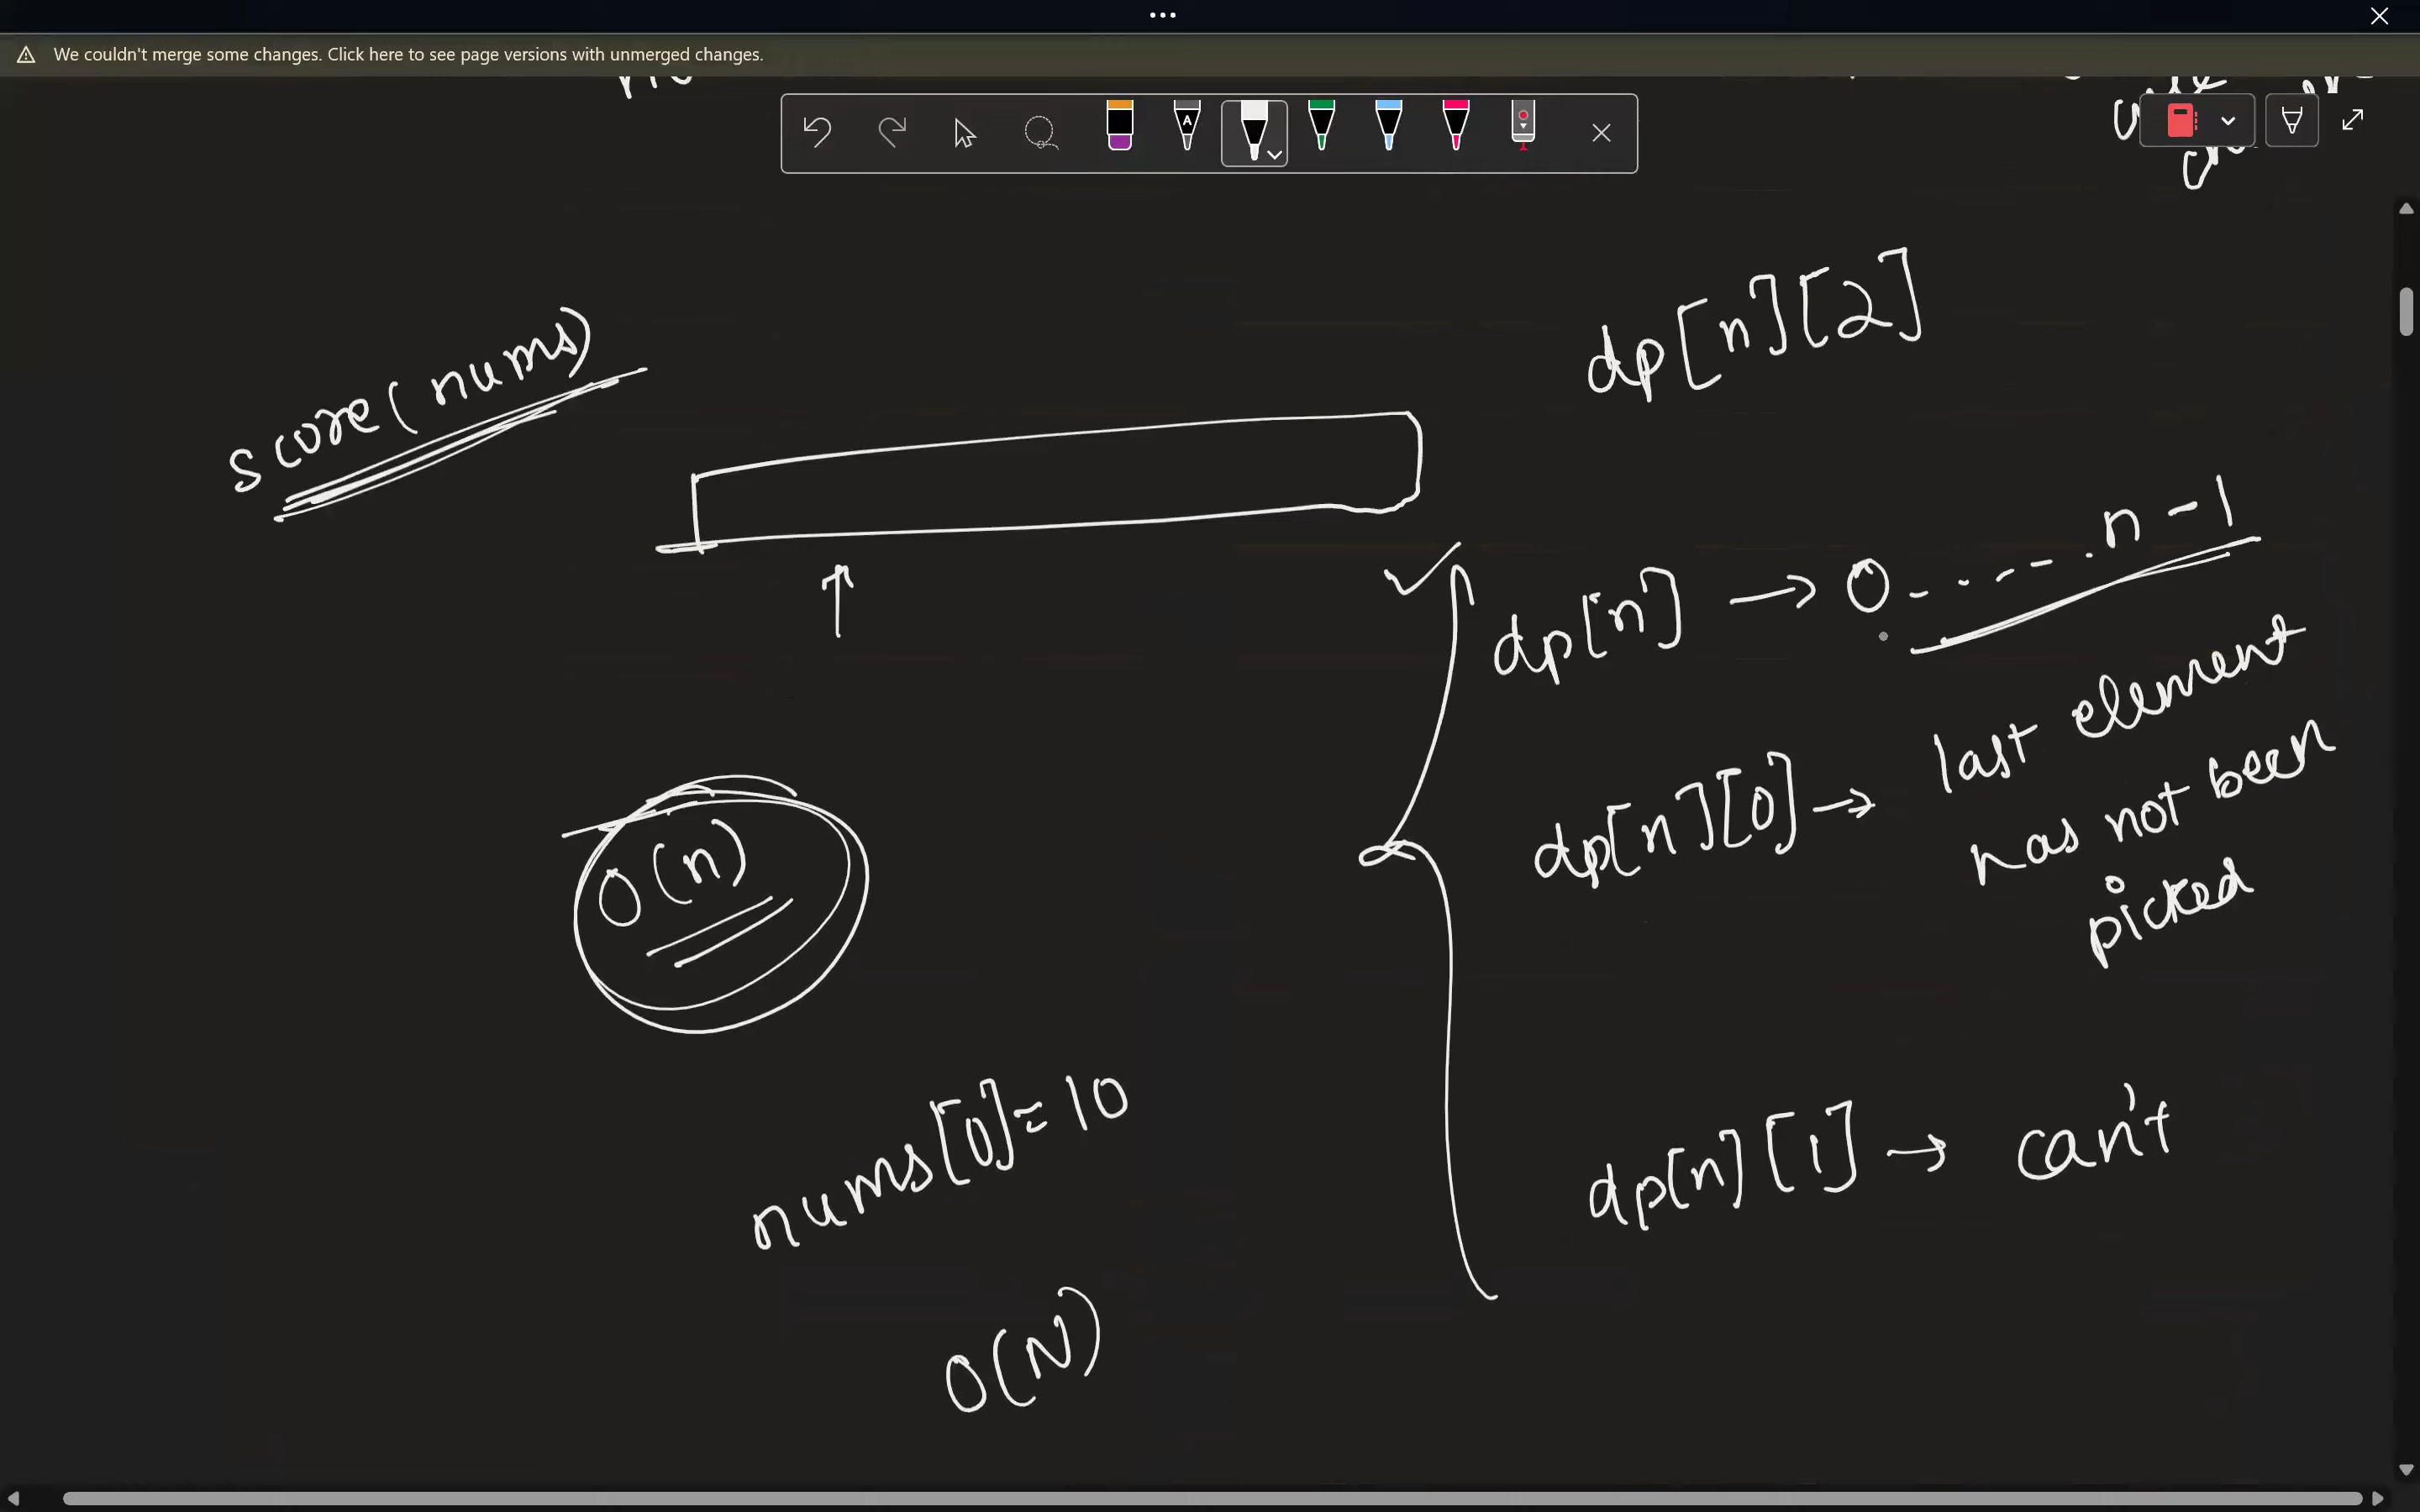 We couldn't merge some changes. Click here to see page versions with unmerged changes.
A
dp[n][2]
score(nums)
dp[n] → 0......n-1
dp[n][0] → last element
has not been
picked
O(n)
nums[0]=10
dp[n][1] → can't
O(N)